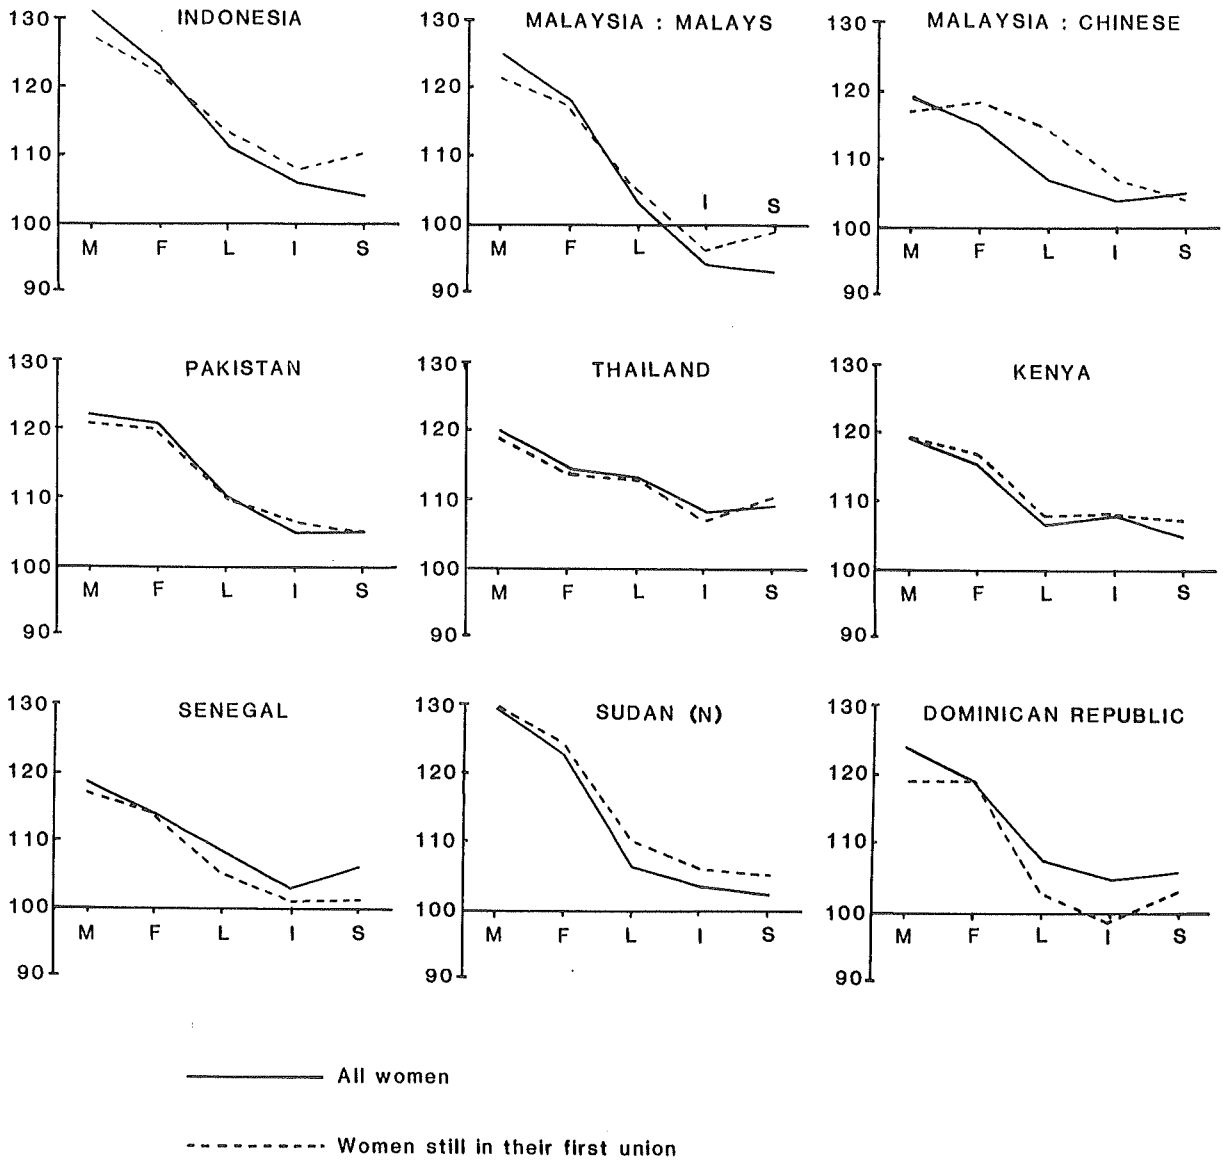 INDONESIA
130
120
110
100
90
M F L I S
MALAYSIA : MALAYS
130
120
110
100
90
M F L I S
MALAYSIA : CHINESE
130
120
110
100
90
M F L I S
PAKISTAN
130
120
110
100
90
M F L I S
THAILAND
130
120
110
100
90
M F L I S
KENYA
130
120
110
100
90
M F L I S
SENEGAL
130
120
110
100
90
M F L I S
SUDAN (N)
130
120
110
100
90
M F L I S
DOMINICAN REPUBLIC
130
120
110
100
90
M F L I S
All women
Women still in their first union